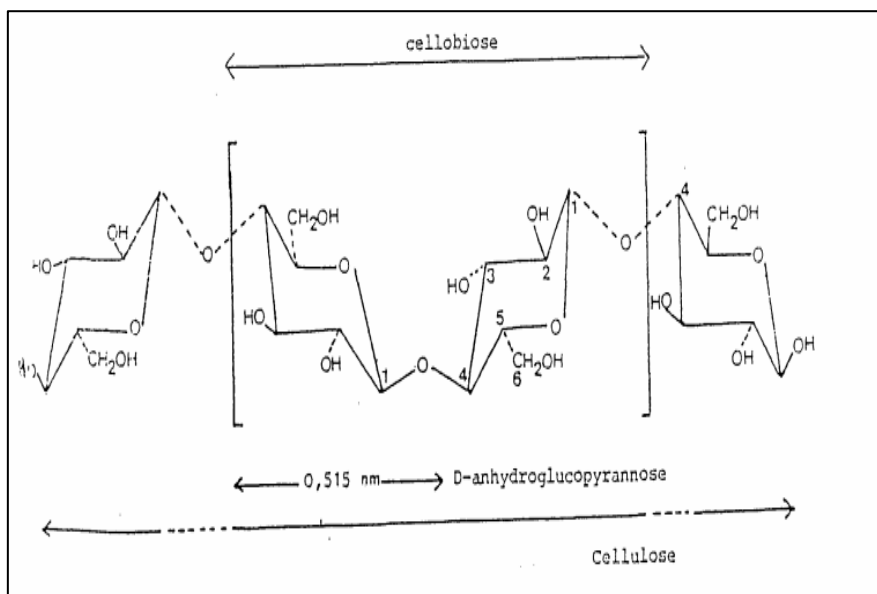 cellobiose
OH
HO
O
CH₂OH
O
CH₂OH
O
HO
OH
1
O
4
OH
HO
3
2
1
5
O
CH₂OH
6
O
4
CH₂OH
O
HO
OH
OH
0,515 nm
D-anhydroglucopyrannose
Cellulose